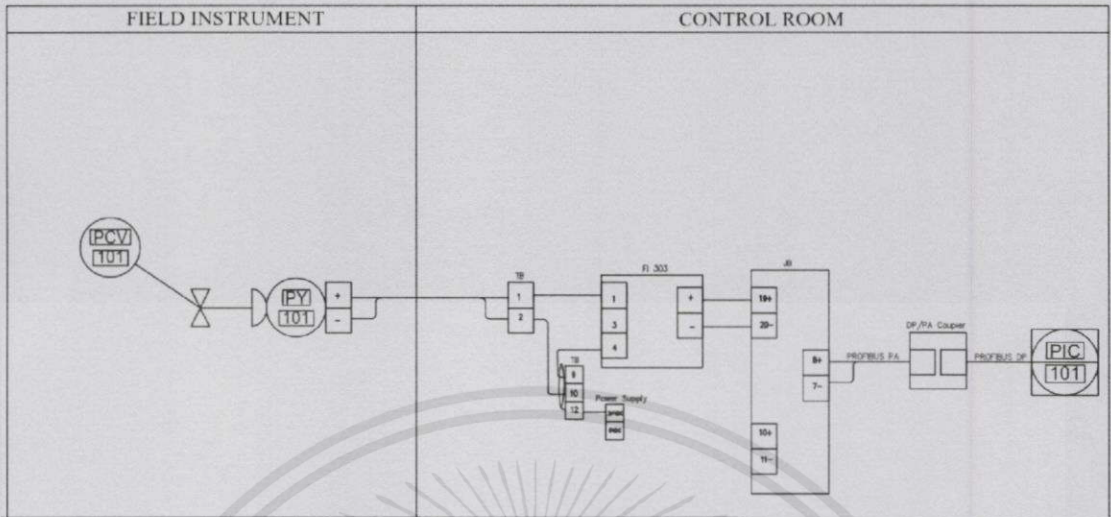 FIELD INSTRUMENT
CONTROL ROOM
PCV
101
PY
101
+
-
TB
1
2
FI 303
1
3
4
+
-
TB
9
10
12
Power Supply
JB
19+
20-
8+
7-
10+
11-
PROFIBUS PA
DP/PA Coupler
PROFIBUS DP
PIC
101